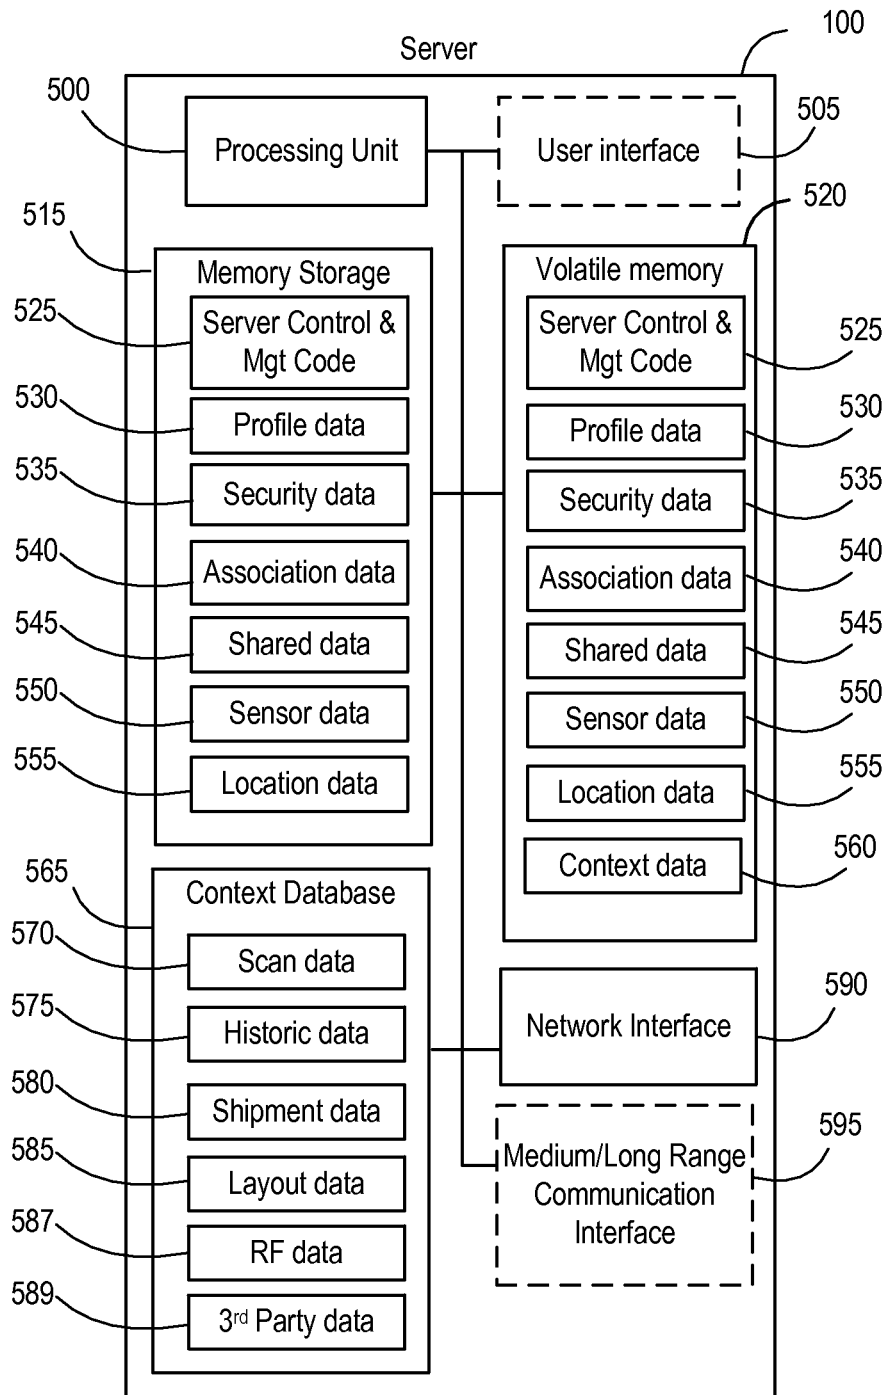 100
Server
500
Processing Unit
User interface
505
515
520
Memory Storage
Volatile memory
525
Server Control &
Mgt Code
Server Control &
Mgt Code
525
530
Profile data
Profile data
530
535
Security data
Security data
535
540
Association data
Association data
540
545
Shared data
Shared data
545
550
Sensor data
Sensor data
550
555
Location data
Location data
555
Context data
560
565
Context Database
570
Scan data
575
Historic data
Network Interface
590
580
Shipment data
585
Layout data
Medium/Long Range
Communication
Interface
595
587
RF data
589
3rd Party data